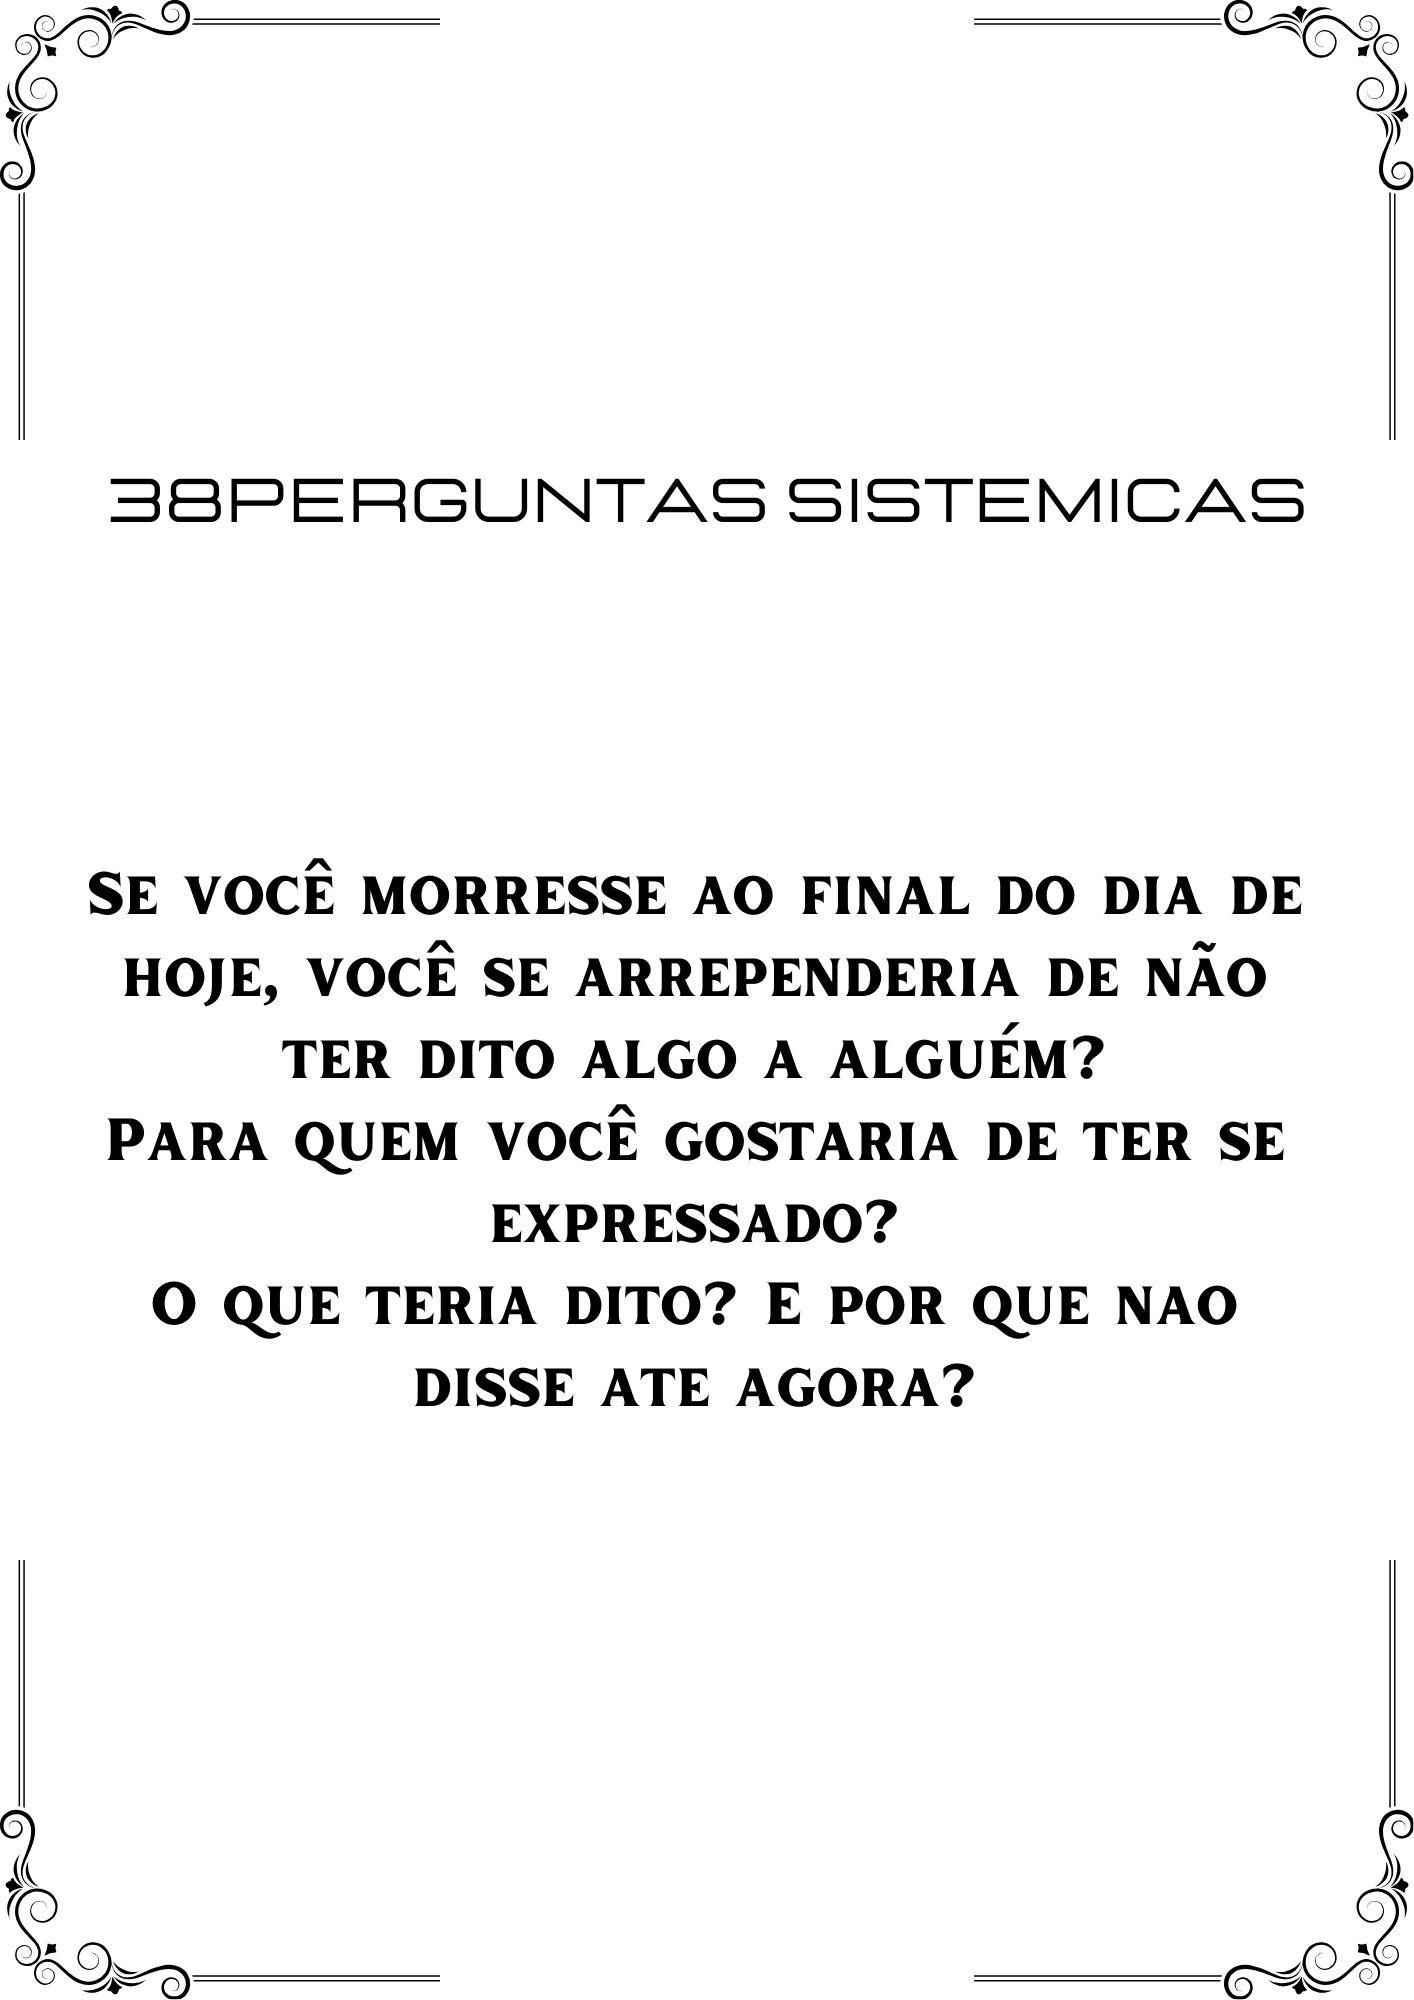 38PERGUNTAS SISTEMICAS
Se você morresse ao final do dia de
hoje, você se arrependeria de não
ter dito algo a alguém?
Para quem você gostaria de ter se
expressado?
O que teria dito? E por que nao
disse ate agora?